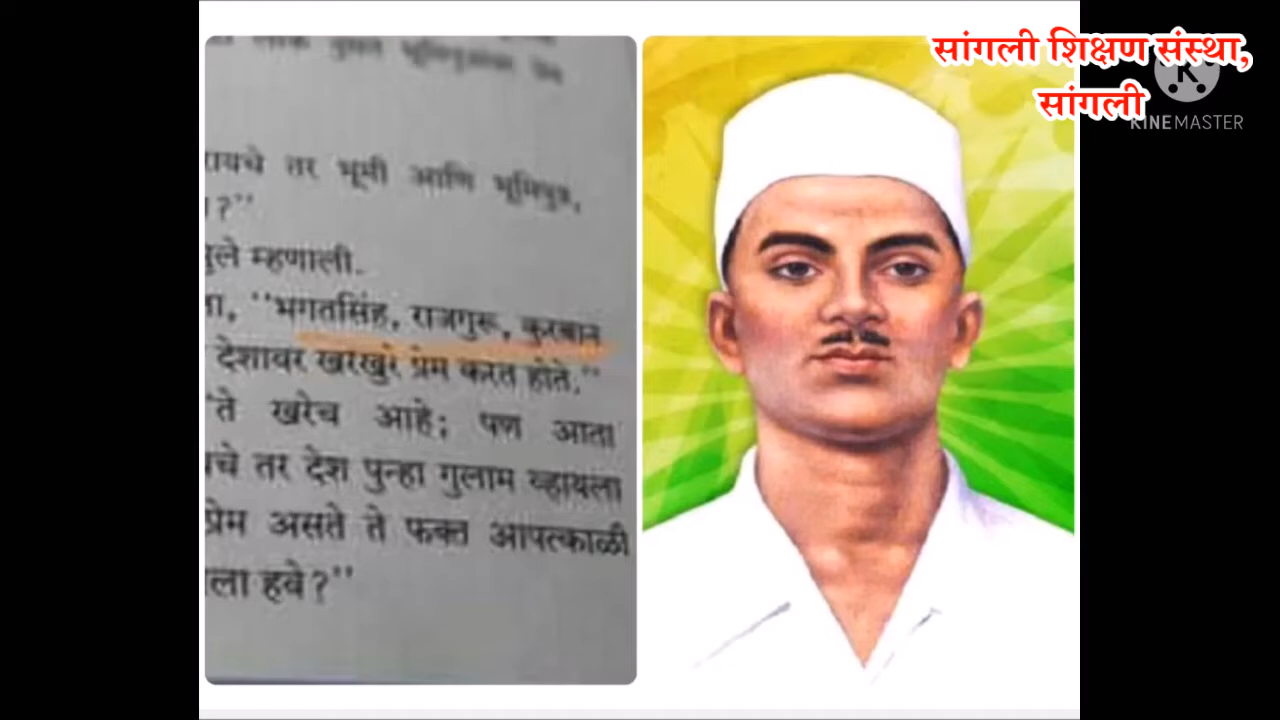 सांगली शिक्षण संस्था,
सांगली
KINEMASTER
रायचे तर भूमी आणि भूमिपुत्र,
?”
मुले म्हणाली.
ता, “भगतसिंह, राजगुरू, कुरबान
देशावर खरेखुरे प्रेम करत होते.”
“ते खरेच आहे; पण आता
यचे तर देश पुन्हा गुलाम व्हायला
प्रेम असते ते फक्त आपत्काळी
ला हवे?”